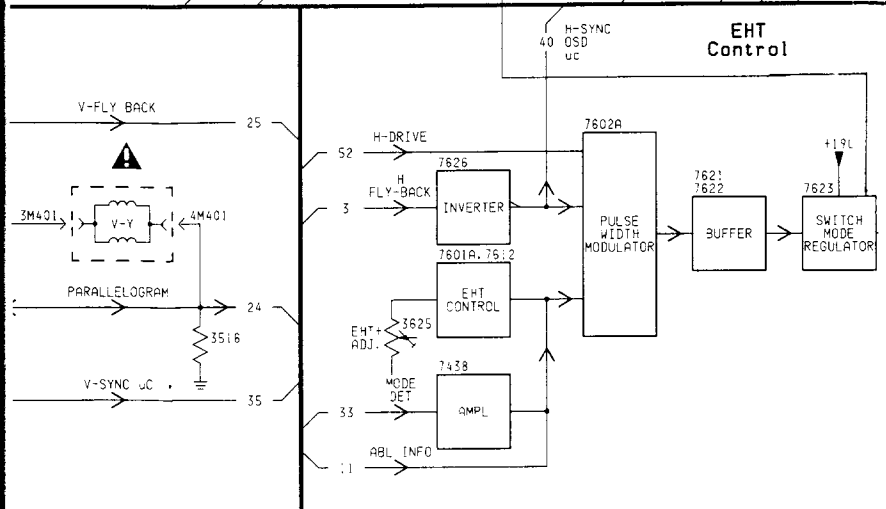 V-FLY BACK
25
3M401
V-Y
4M401
PARALLELOGRAM
24
3516
V-SYNC uC
35
40
H-SYNC
OSD
uC
EHT
Control
52
H-DRIVE
3
H
FLY-BACK
7626
INVERTER
7601A. 7612
EHT
CONTROL
EHT+
ADJ.
3625
MODE
DET
33
7438
AMPL
11
ABL INFO
7602A
PULSE
WIDTH
MODULATOR
7621
7622
BUFFER
+19L
7623
SWITCH
MODE
REGULATOR